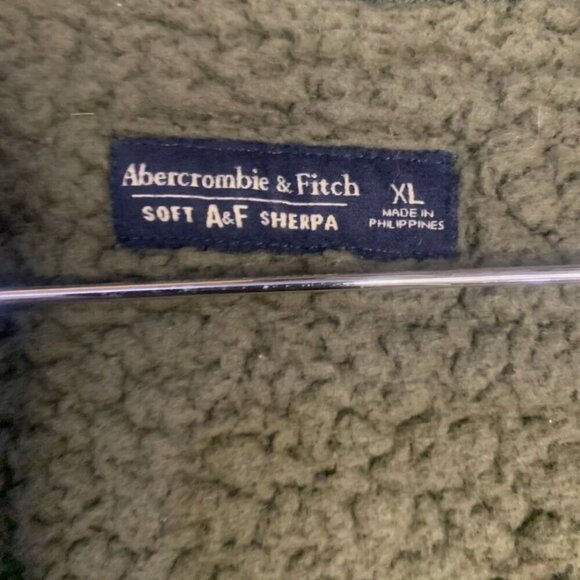 Abercrombie & Fitch
SOFT A&F SHERPA
XL
MADE IN
PHILIPPINES